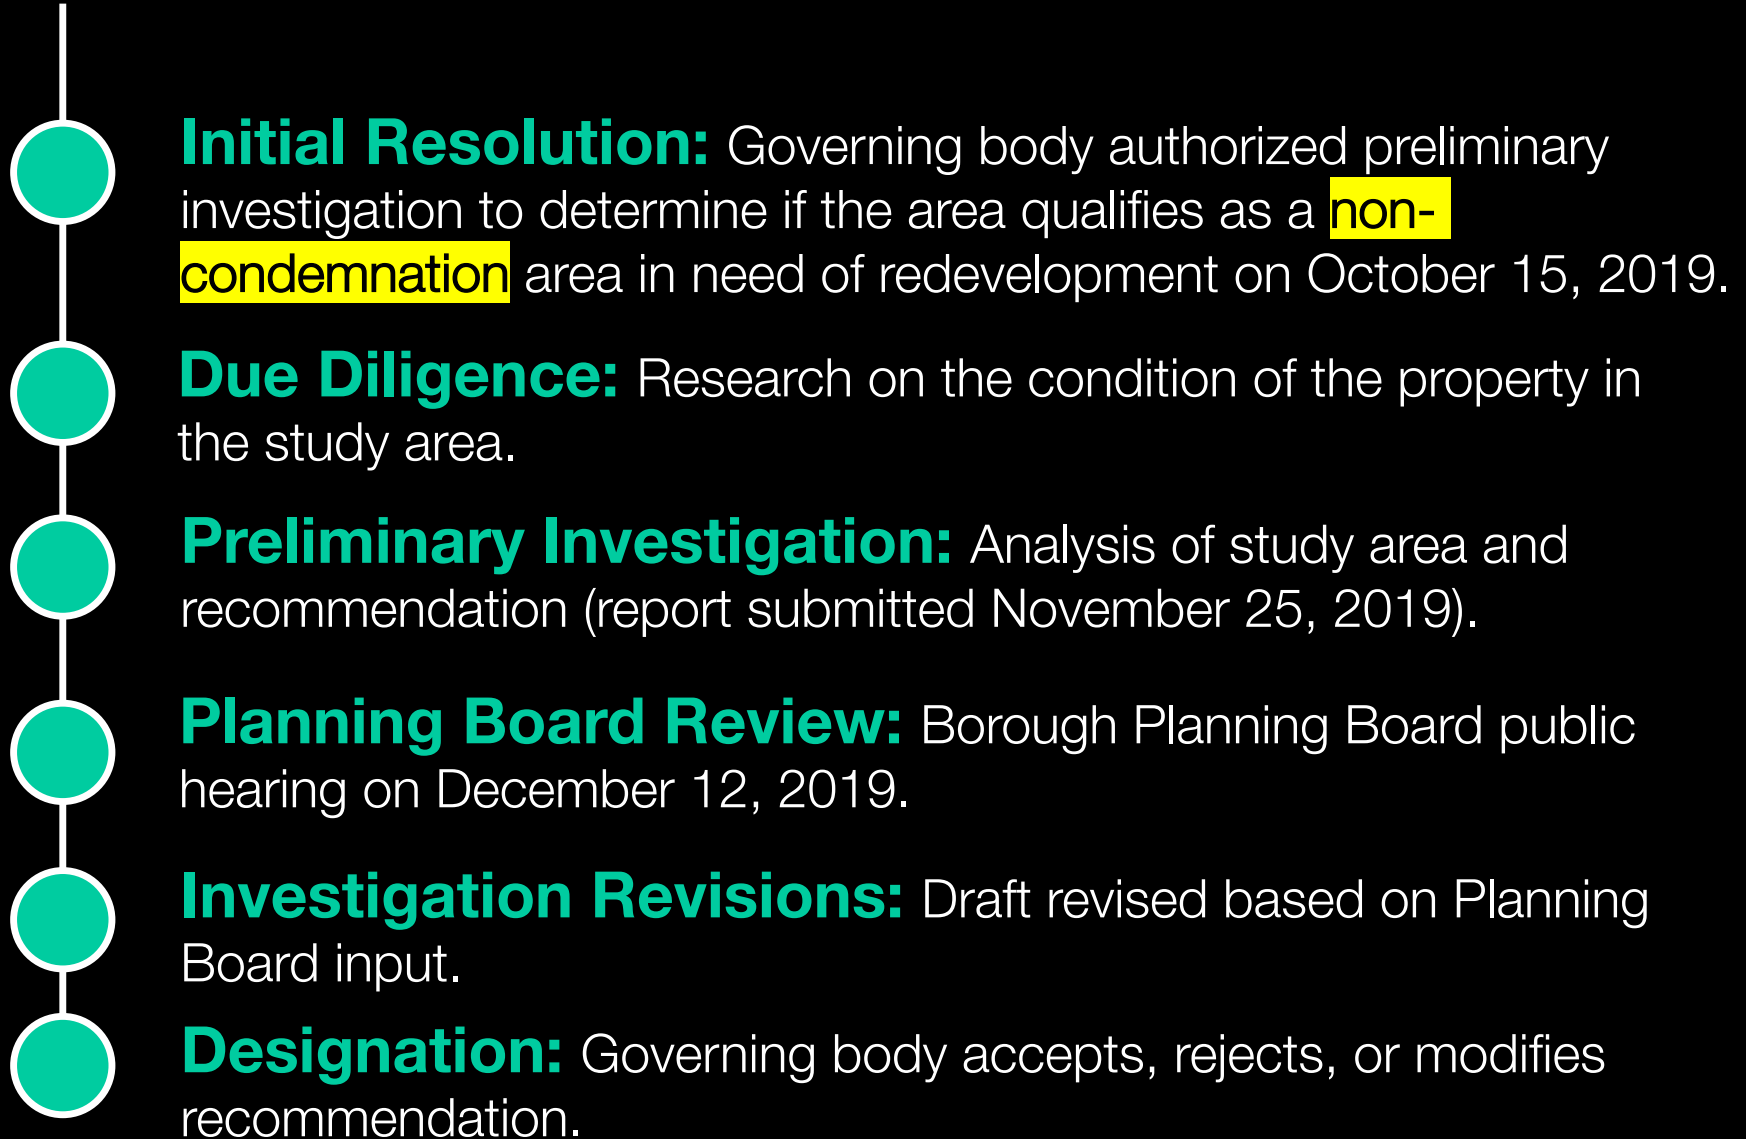 Initial Resolution: Governing body authorized preliminary
investigation to determine if the area qualifies as a non-
condemnation area in need of redevelopment on October 15, 2019.
Due Diligence: Research on the condition of the property in
the study area.
Preliminary Investigation: Analysis of study area and
recommendation (report submitted November 25, 2019).
Planning Board Review: Borough Planning Board public
hearing on December 12, 2019.
Investigation Revisions: Draft revised based on Planning
Board input.
Designation: Governing body accepts, rejects, or modifies
recommendation.